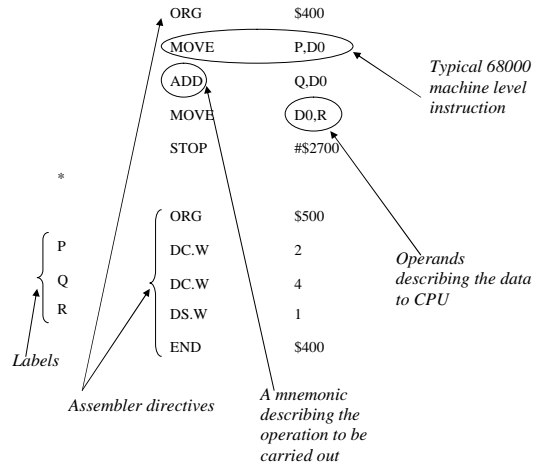 ORG $400
MOVE P,D0
ADD Q,D0
MOVE D0,R
STOP #$2700
*
ORG $500
P DC.W 2
Q DC.W 4
R DS.W 1
END $400
Typical 68000
machine level
instruction
Operands
describing the data
to CPU
Labels
Assembler directives
A mnemonic
describing the
operation to be
carried out